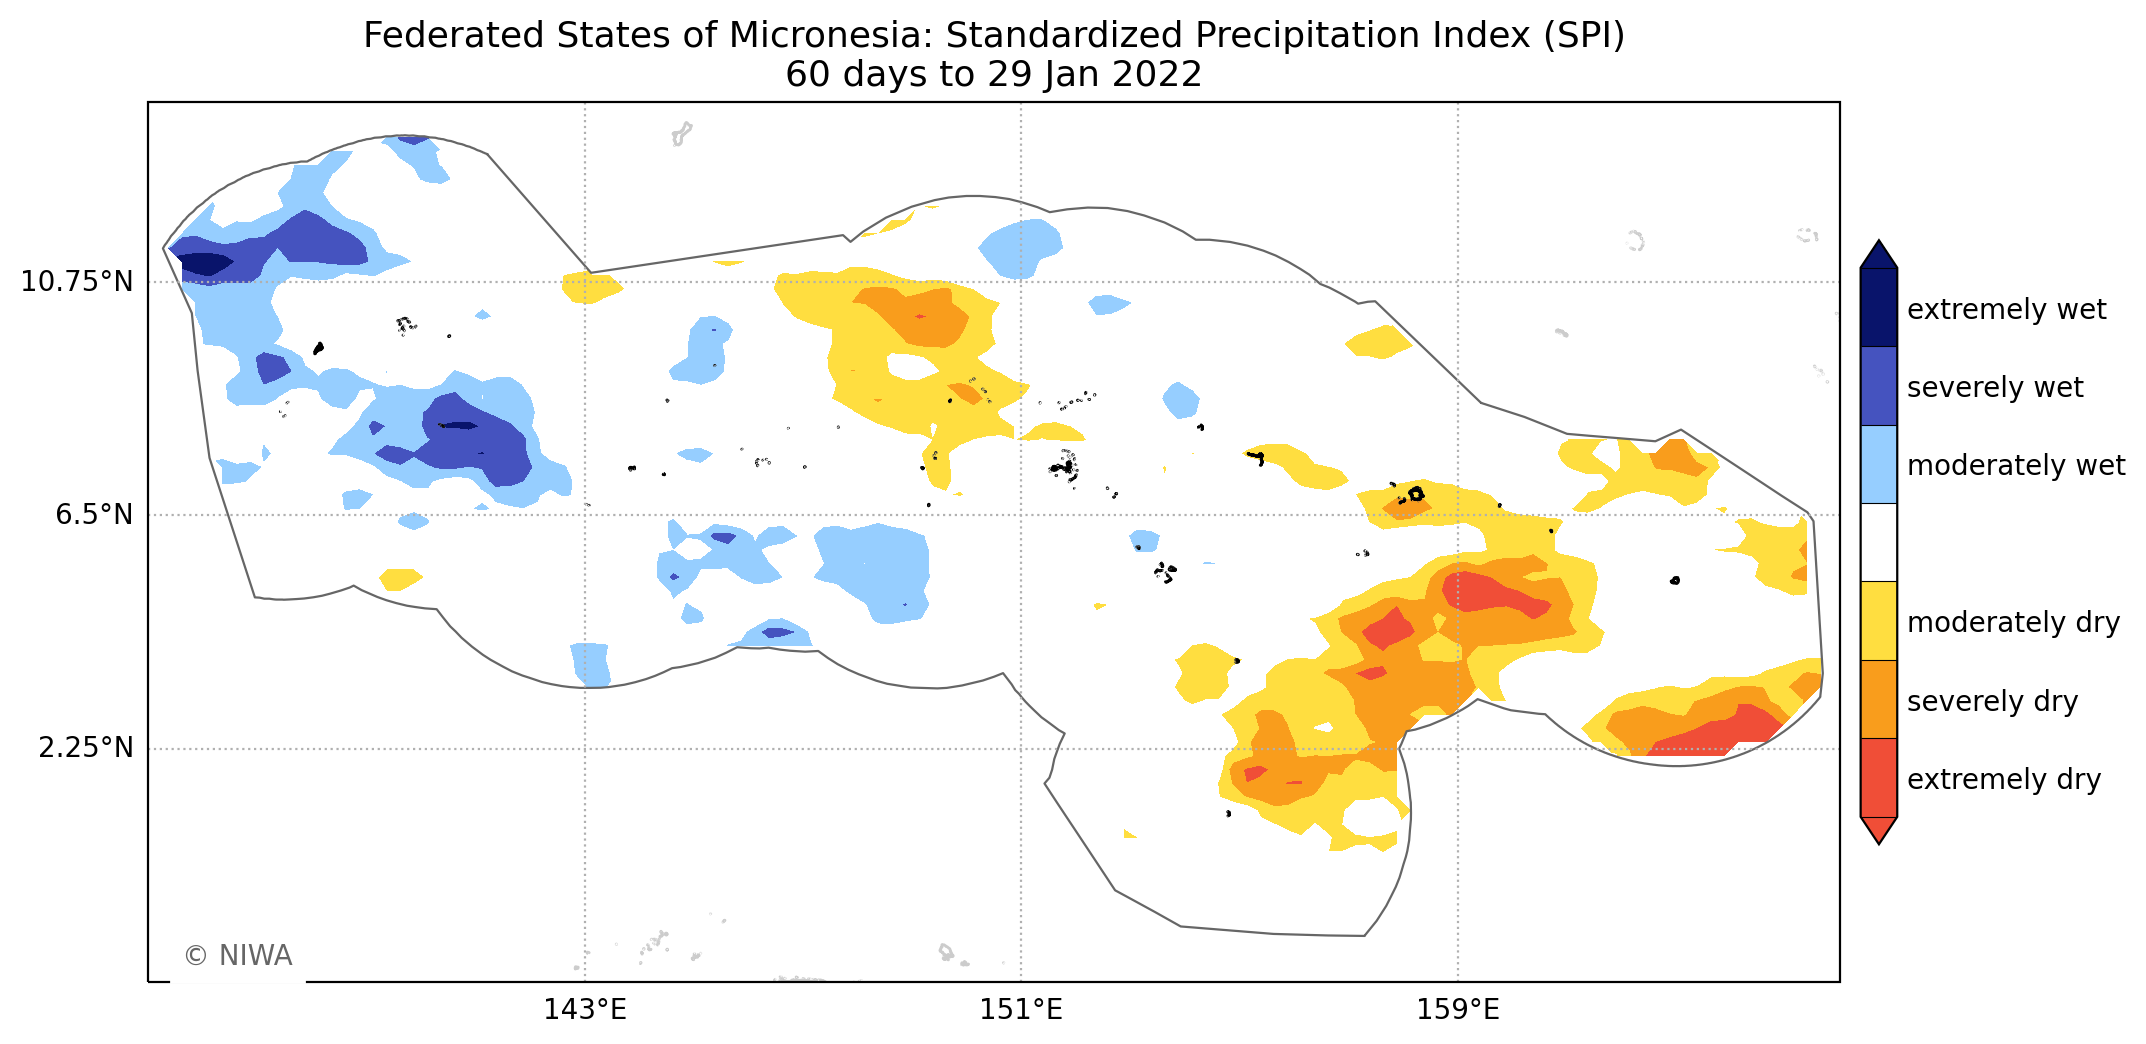 Federated States of Micronesia: Standardized Precipitation Index (SPI)
60 days to 29 Jan 2022
10.75°N
6.5°N
2.25°N
143°E
151°E
159°E
extremely wet
severely wet
moderately wet
moderately dry
severely dry
extremely dry
© NIWA